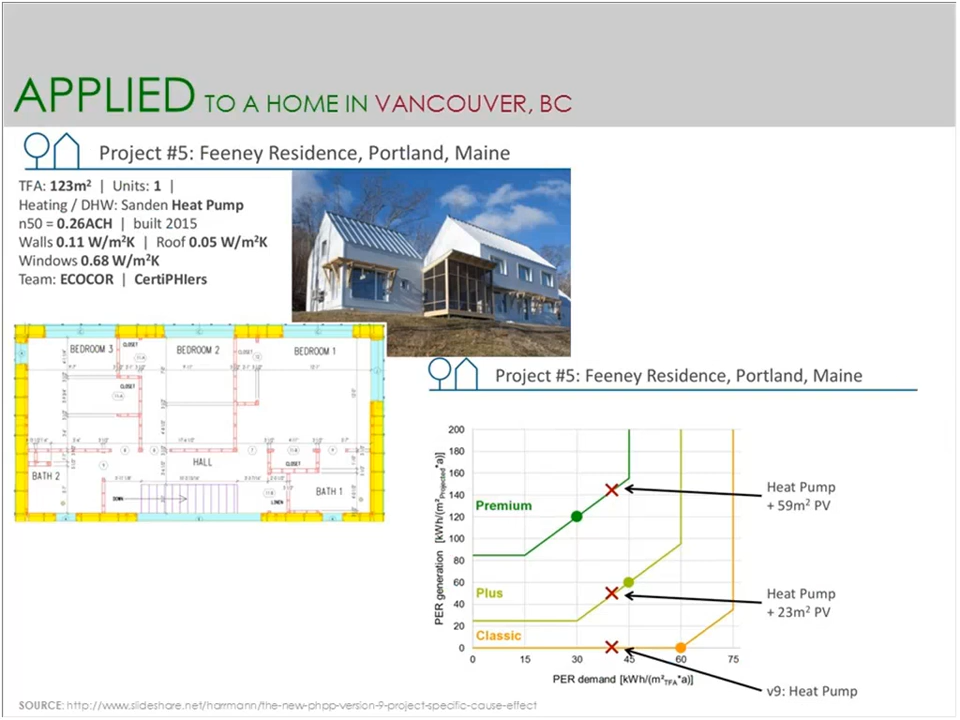 APPLIED TO A HOME IN VANCOUVER, BC
Project #5: Feeney Residence, Portland, Maine
TFA: 123m² | Units: 1 |
Heating / DHW: Sanden Heat Pump
n50 = 0.26ACH | built 2015
Walls 0.11 W/m²K | Roof 0.05 W/m²K
Windows 0.68 W/m²K
Team: ECOCOR | CertiPHIers
BEDROOM 3
CLOSET
BEDROOM 2
CLOSET
BEDROOM 1
CLOSET
HALL
CLOSET
BATH 2
DOWN
LINEN
BATH 1
Project #5: Feeney Residence, Portland, Maine
PER generation [kWh/(m²Projected*a)]
200
180
160
140
120
100
80
60
40
20
0
Premium
Plus
Classic
0 15 30 45 60 75
PER demand [kWh/(m²TFA*a)]
Heat Pump
+ 59m² PV
Heat Pump
+ 23m² PV
v9: Heat Pump
SOURCE: http://www.slideshare.net/harrmann/the-new-phpp-version-9-project-specific-cause-effect